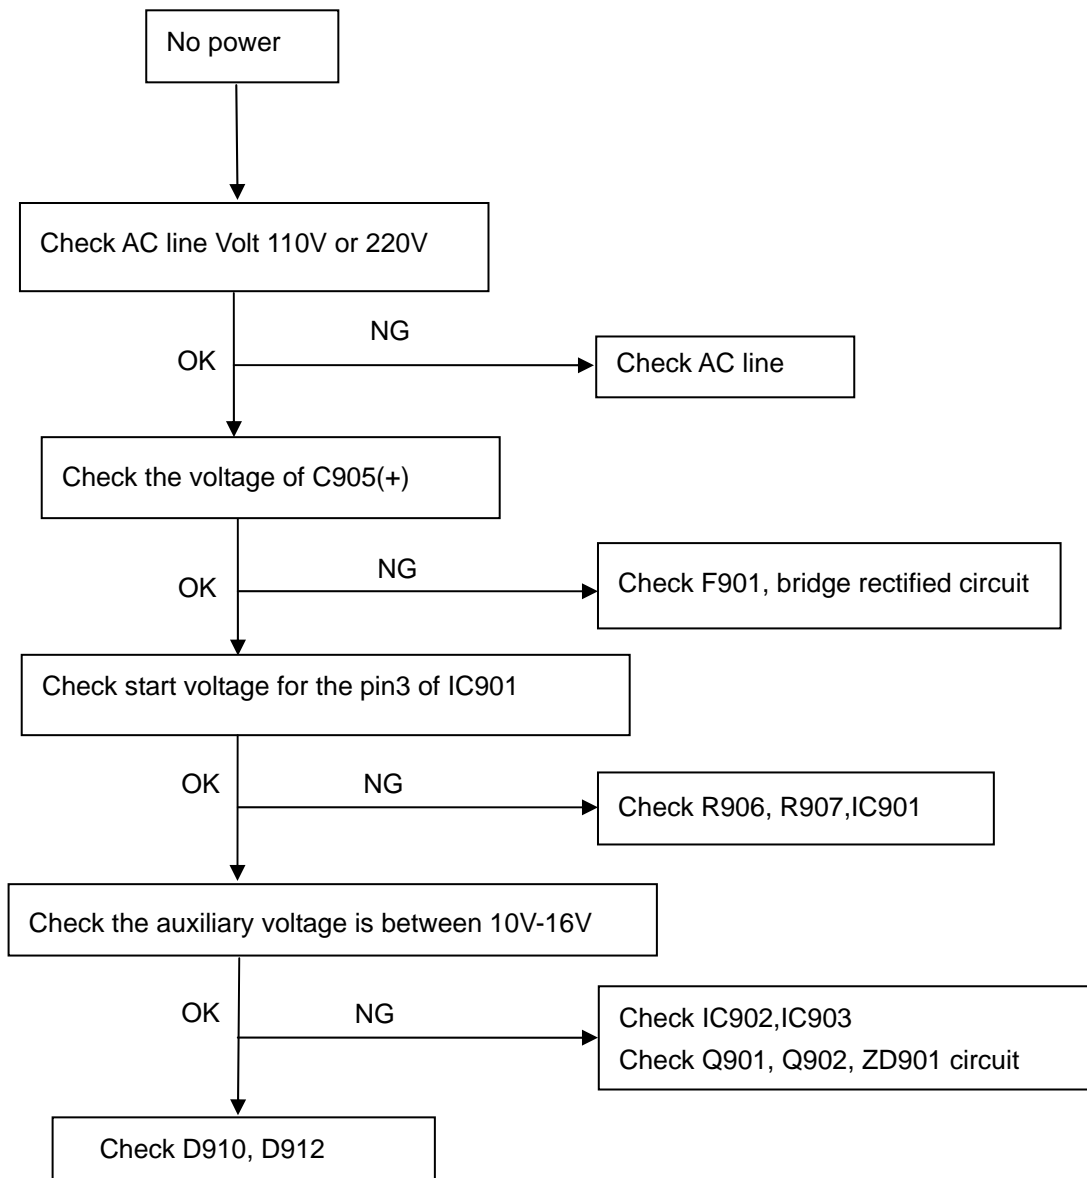 No power
Check AC line Volt 110V or 220V
NG
OK
Check AC line
Check the voltage of C905(+)
NG
OK
Check F901, bridge rectified circuit
Check start voltage for the pin3 of IC901
OK
NG
Check R906, R907,IC901
Check the auxiliary voltage is between 10V-16V
OK
NG
Check IC902,IC903
Check Q901, Q902, ZD901 circuit
Check D910, D912